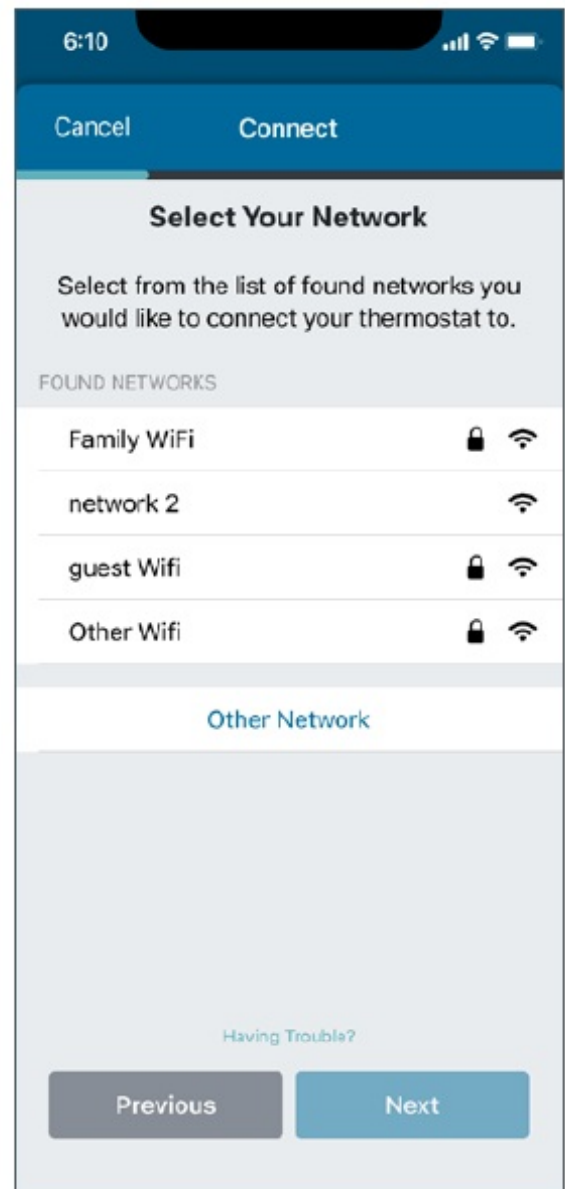 6:10
Cancel Connect
Select Your Network
Select from the list of found networks you
would like to connect your thermostat to.
FOUND NETWORKS
Family WiFi
network 2
guest Wifi
Other Wifi
Other Network
Having Trouble?
Previous Next